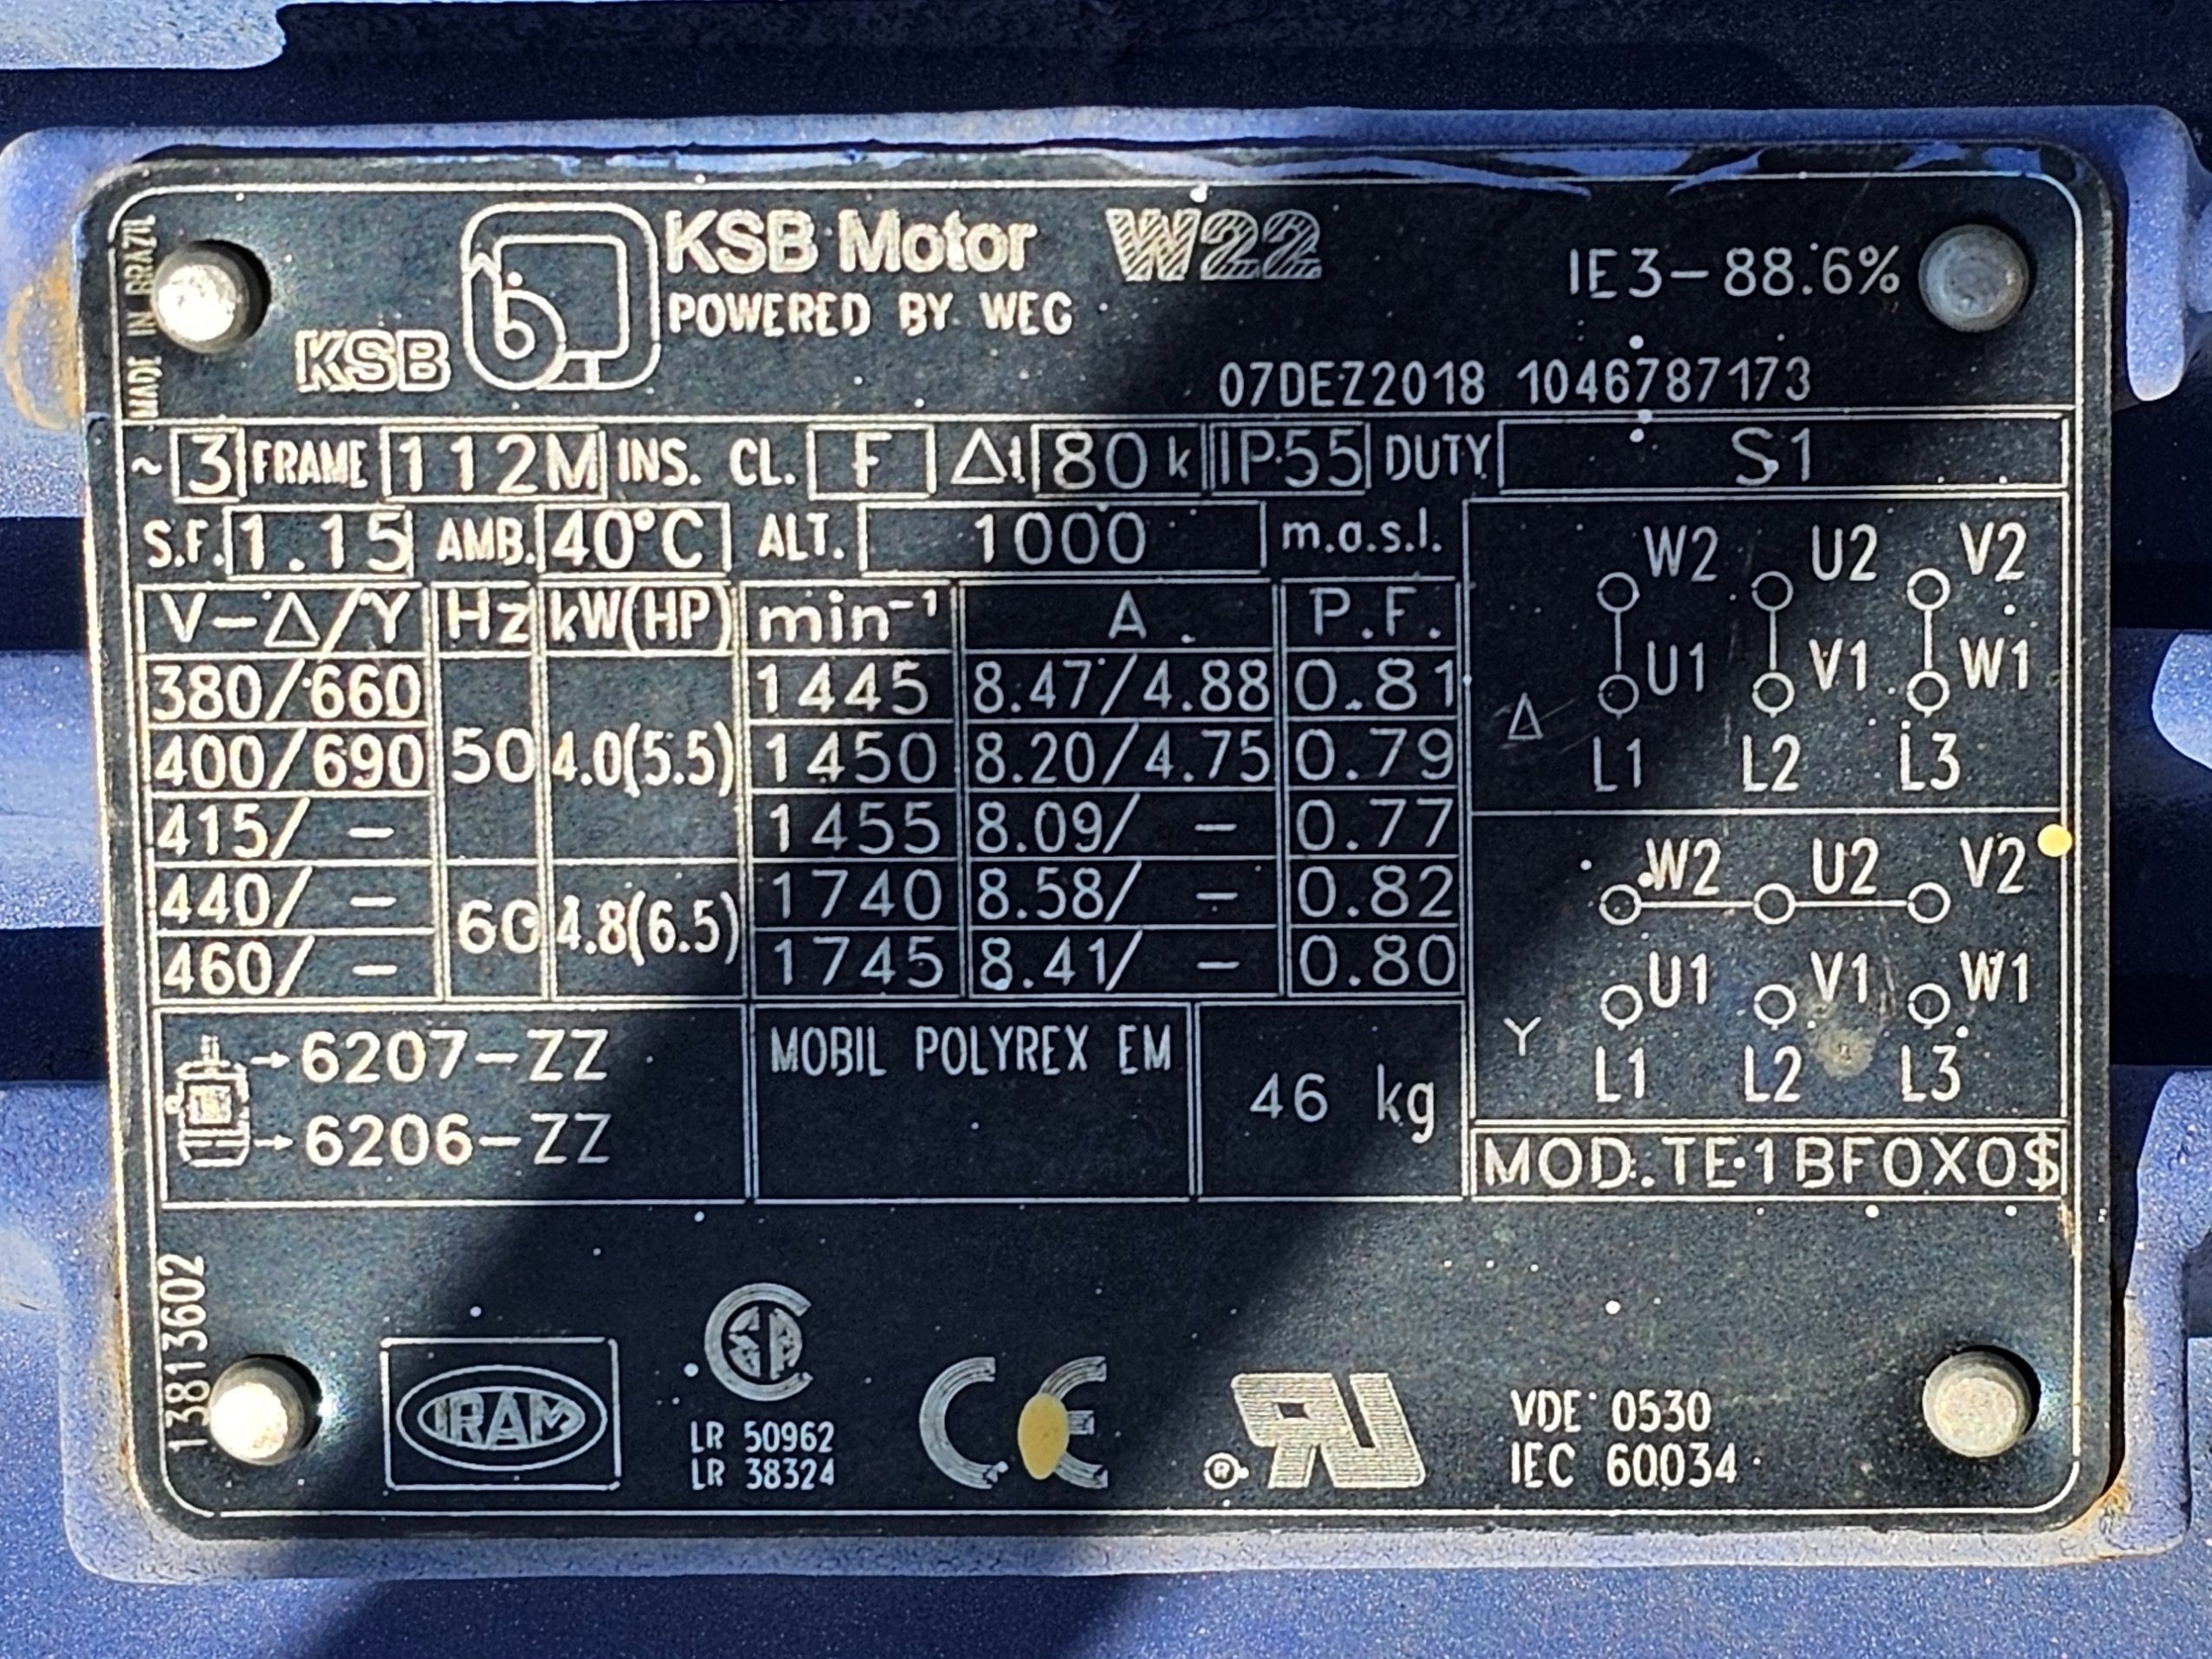 MADE IN BRAZIL
KSB
KSB Motor W22
POWERED BY WEG
IE3-88.6%
07DEZ2018 1046787173
~ 3 FRAME 112M INS. CL. F Δt 80 k IP55 DUTY S1
S.F. 1.15 AMB. 40°C ALT. 1000 m.a.s.l.
V-Δ/Y Hz kW(HP) min⁻¹ A P.F.
380/660 1445 8.47/4.88 0.81
400/690 50 4.0(5.5) 1450 8.20/4.75 0.79
415/ - 1455 8.09/ - 0.77
440/ - 60 4.8(6.5) 1740 8.58/ - 0.82
460/ - 1745 8.41/ - 0.80
W2 U2 V2
U1 V1 W1
Δ
L1 L2 L3
W2 U2 V2
U1 V1 W1
Y
L1 L2 L3
→6207-ZZ
→6206-ZZ
MOBIL POLYREX EM
46 kg
MOD.TE1BF0X0$
13813602
IRAM
LR 50962
LR 38324
CE
VDE 0530
IEC 60034